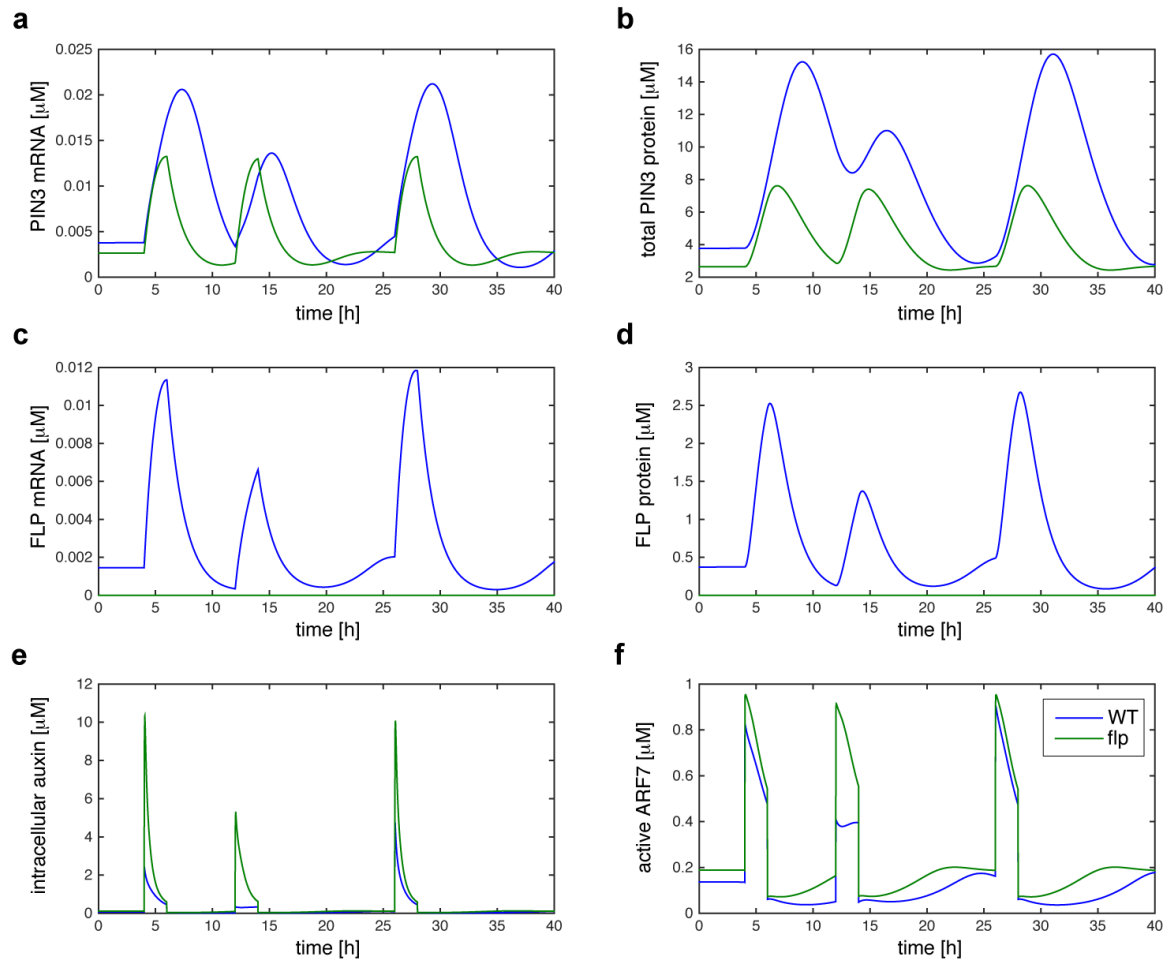 a
PIN3 mRNA [µM]
0.025
0.02
0.015
0.01
0.005
0
0 5 10 15 20 25 30 35 40
time [h]
b
total PIN3 protein [µM]
16
14
12
10
8
6
4
2
0 5 10 15 20 25 30 35 40
time [h]
c
FLP mRNA [µM]
0.012
0.01
0.008
0.006
0.004
0.002
0
0 5 10 15 20 25 30 35 40
time [h]
d
FLP protein [µM]
3
2.5
2
1.5
1
0.5
0
0 5 10 15 20 25 30 35 40
time [h]
e
intracellular auxin [µM]
12
10
8
6
4
2
0
0 5 10 15 20 25 30 35 40
time [h]
f
active ARF7 [µM]
1
0.8
0.6
0.4
0.2
0
0 5 10 15 20 25 30 35 40
time [h]
WT
flp